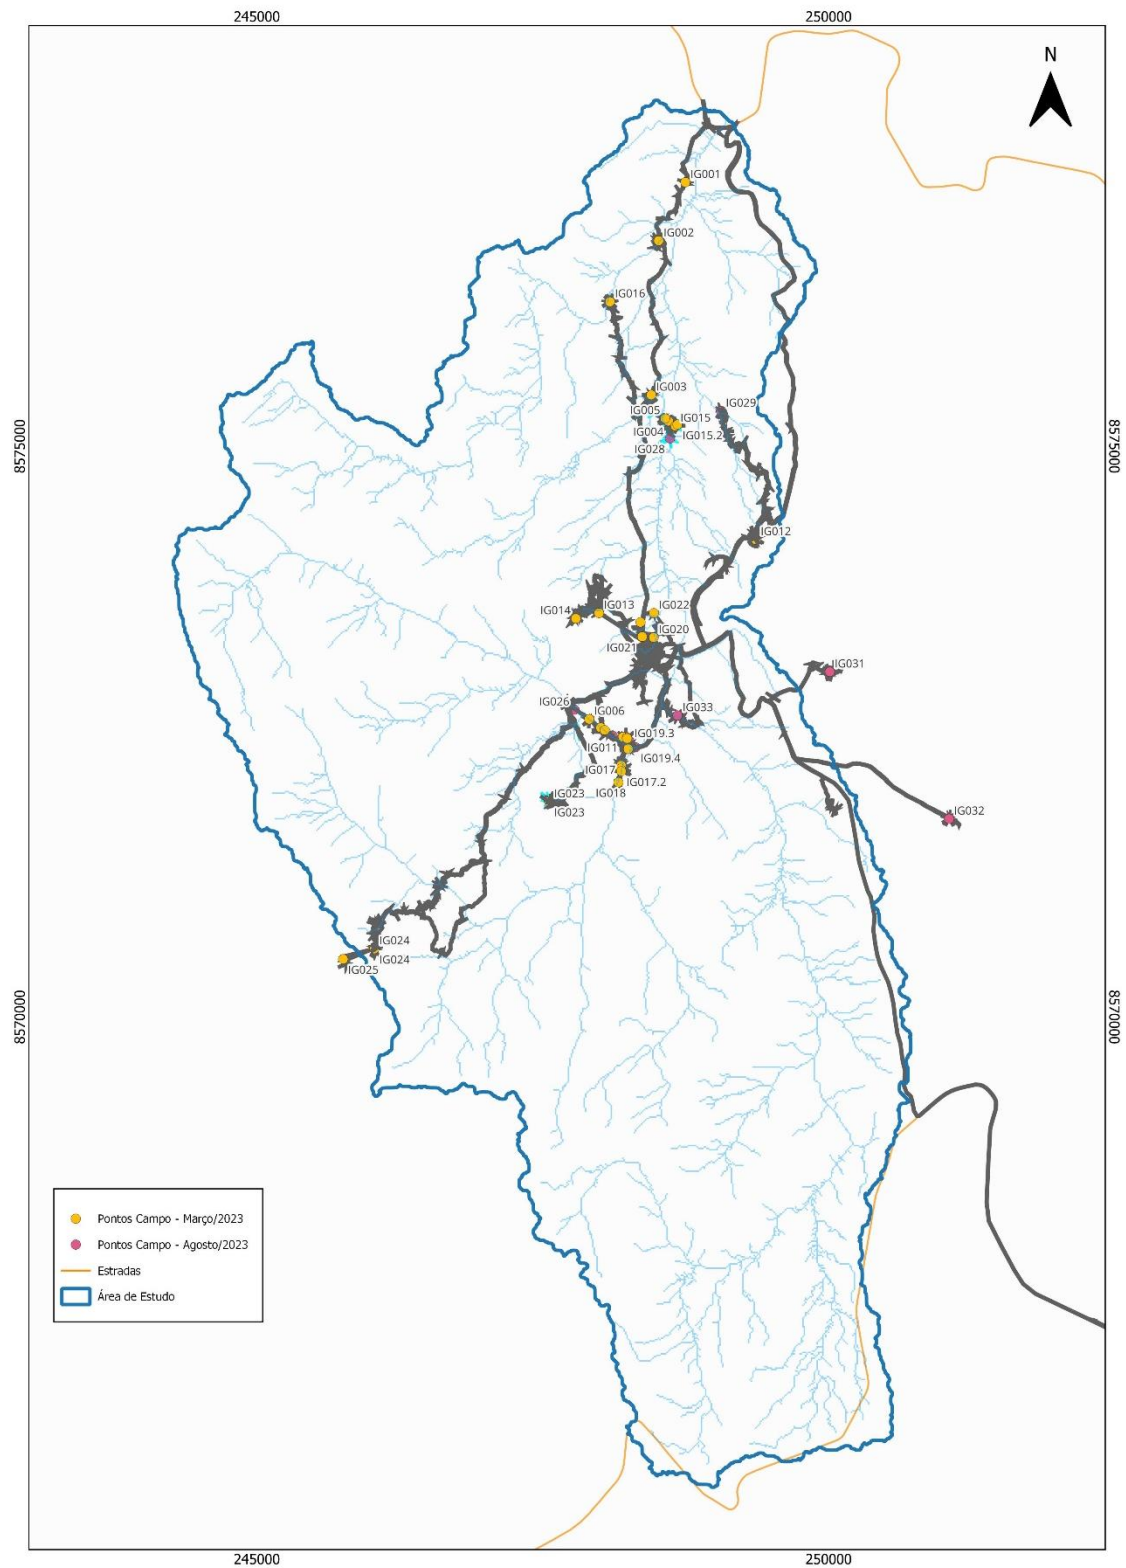 245000
250000
N
IG001
IG002
IG016
IG003
IG029
IG005
IG015
IG004
IG015.2
IG028
8575000
8575000
IG012
IG014
IG013
IG022
IG020
IG021
IG031
IG026
IG006
IG033
IG019.3
IG011
IG019.4
IG017
IG017.2
IG023
IG018
IG023
IG032
IG024
IG024
IG025
8570000
8570000
Pontos Campo - Março/2023
Pontos Campo - Agosto/2023
Estradas
Área de Estudo
245000
250000